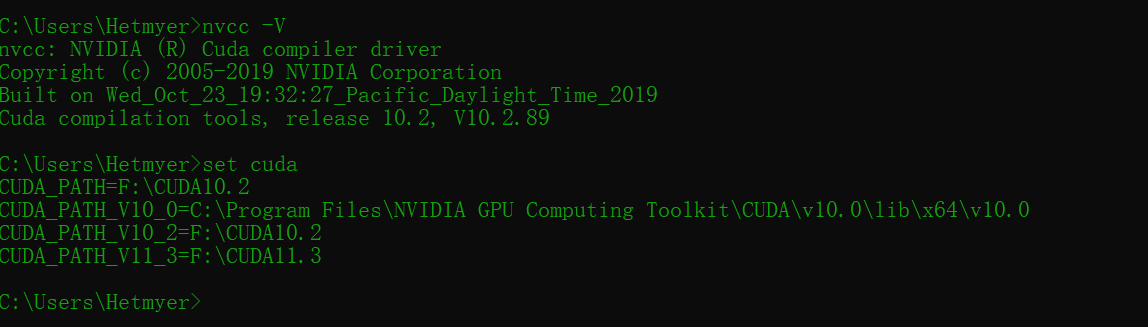 C:\Users\Hetmyer>nvcc -V
nvcc: NVIDIA (R) Cuda compiler driver
Copyright (c) 2005-2019 NVIDIA Corporation
Built on Wed_Oct_23_19:32:27_Pacific_Daylight_Time_2019
Cuda compilation tools, release 10.2, V10.2.89
C:\Users\Hetmyer>set cuda
CUDA_PATH=F:\CUDA10.2
CUDA_PATH_V10_0=C:\Program Files\NVIDIA GPU Computing Toolkit\CUDA\v10.0\lib\x64\v10.0
CUDA_PATH_V10_2=F:\CUDA10.2
CUDA_PATH_V11_3=F:\CUDA11.3
C:\Users\Hetmyer>